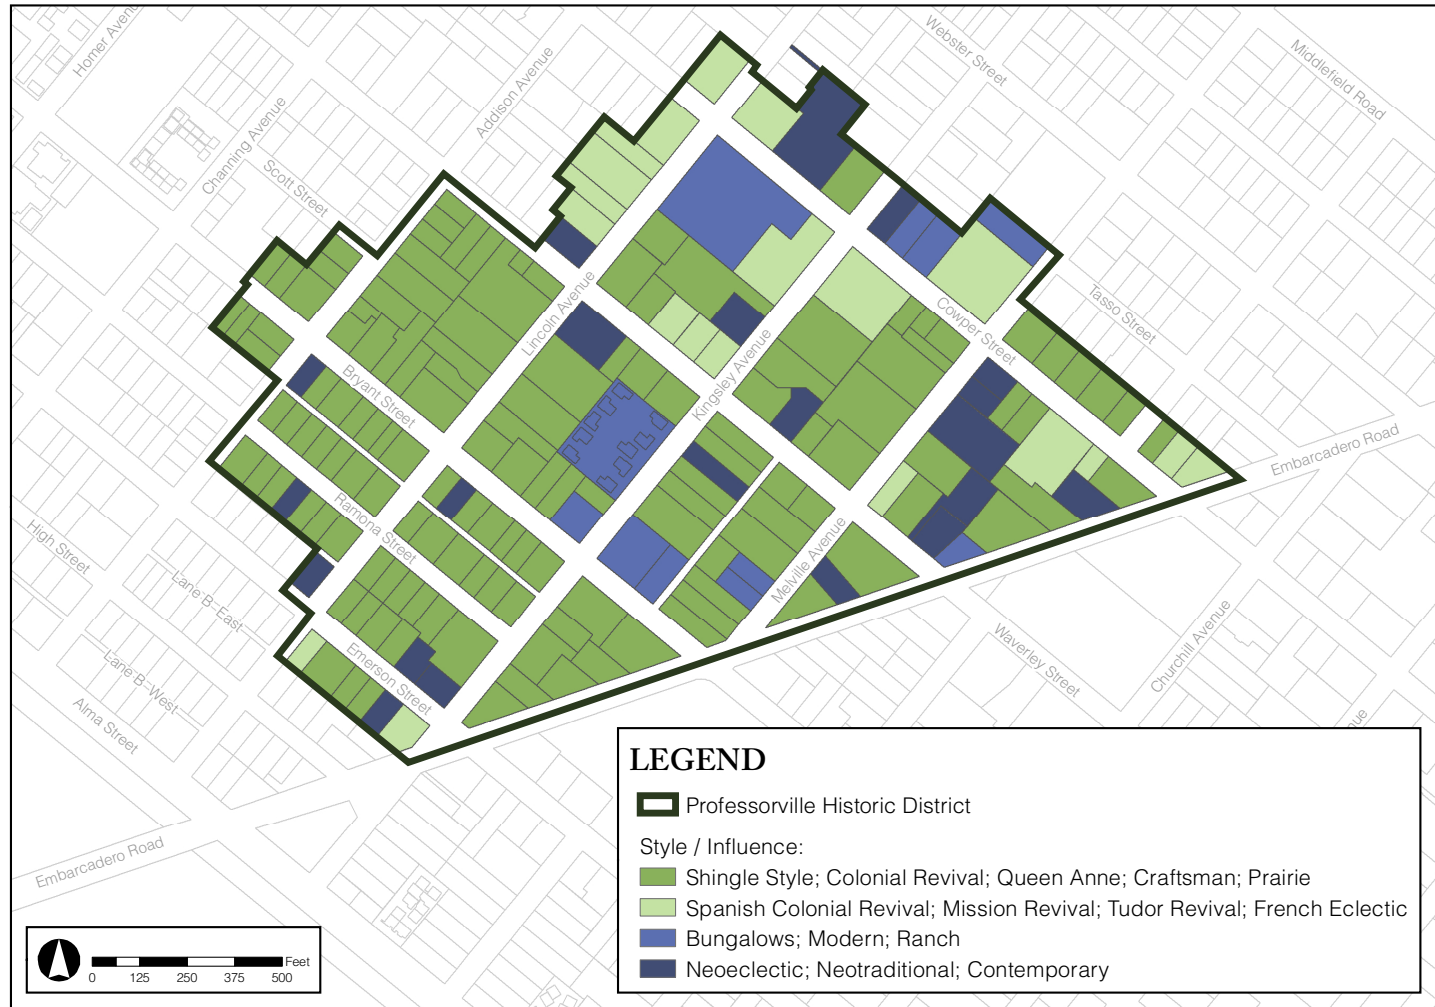 Homer Avenue
Webster Street
Middlefield Road
Addison Avenue
Channing Avenue
Scott Street
Tasso Street
Lincoln Avenue
Cowper Street
Bryant Street
Kingsley Avenue
Embarcadero Road
Ramona Street
High Street
Melville Avenue
Lane B-East
Churchill Avenue
Waverley Street
Emerson Street
Lane B-West
Alma Street
Embarcadero Road
LEGEND
Professorville Historic District
Style / Influence:
Shingle Style; Colonial Revival; Queen Anne; Craftsman; Prairie
Spanish Colonial Revival; Mission Revival; Tudor Revival; French Eclectic
Bungalows; Modern; Ranch
Neoeclectic; Neotraditional; Contemporary
Feet
0 125 250 375 500